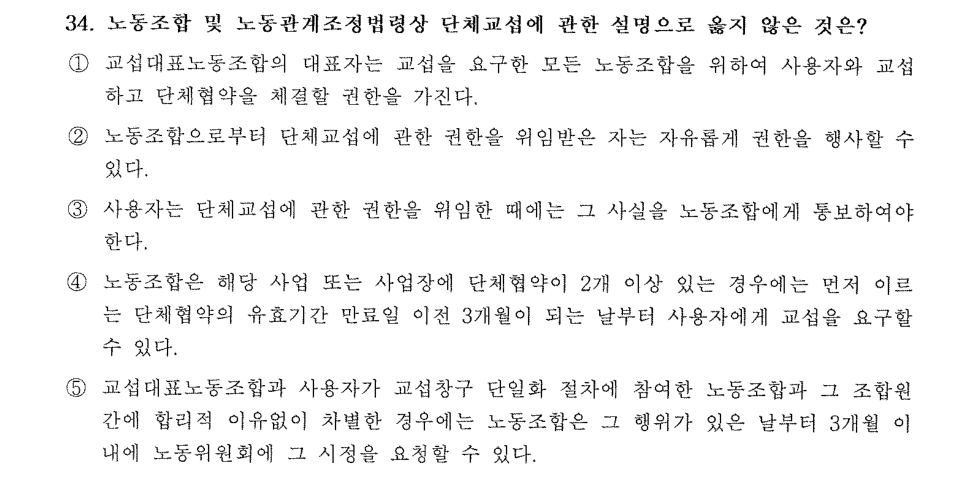 34. 노동조합 및 노동관계조정법령상 단체교섭에 관한 설명으로 옳지 않은 것은?
① 교섭대표노동조합의 대표자는 교섭을 요구한 모든 노동조합을 위하여 사용자와 교섭
하고 단체협약을 체결할 권한을 가진다.
② 노동조합으로부터 단체교섭에 관한 권한을 위임받은 자는 자유롭게 권한을 행사할 수
있다.
③ 사용자는 단체교섭에 관한 권한을 위임한 때에는 그 사실을 노동조합에게 통보하여야
한다.
④ 노동조합은 해당 사업 또는 사업장에 단체협약이 2개 이상 있는 경우에는 먼저 이르
는 단체협약의 유효기간 만료일 이전 3개월이 되는 날부터 사용자에게 교섭을 요구할
수 있다.
⑤ 교섭대표노동조합과 사용자가 교섭창구 단일화 절차에 참여한 노동조합과 그 조합원
간에 합리적 이유없이 차별한 경우에는 노동조합은 그 행위가 있은 날부터 3개월 이
내에 노동위원회에 그 시정을 요청할 수 있다.